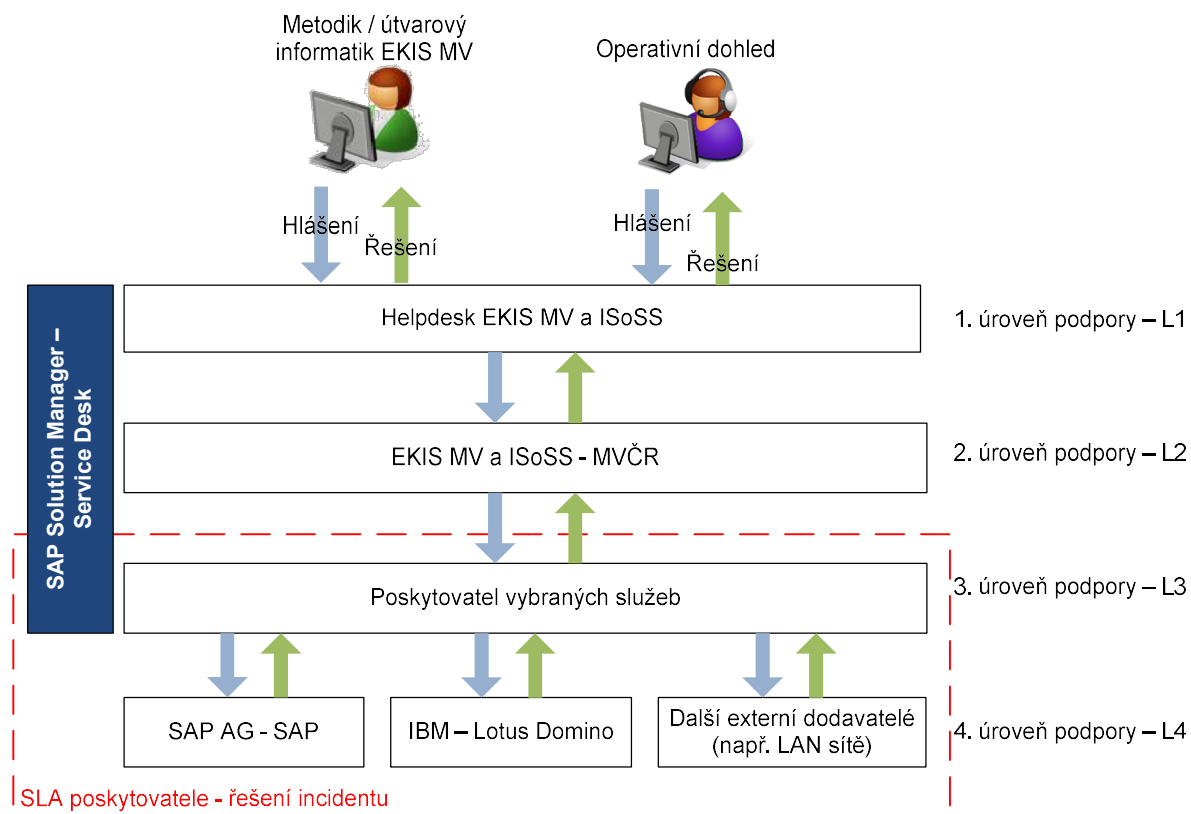 Metodik / útvarový
informatik EKIS MV
Operativní dohled
Hlášení
Řešení
Hlášení
Řešení
SAP Solution Manager –
Service Desk
Helpdesk EKIS MV a ISoSS
1. úroveň podpory – L1
EKIS MV a ISoSS - MVČR
2. úroveň podpory – L2
Poskytovatel vybraných služeb
3. úroveň podpory – L3
SAP AG - SAP
IBM – Lotus Domino
Další externí dodavatelé
(např. LAN sítě)
4. úroveň podpory – L4
SLA poskytovatele - řešení incidentu